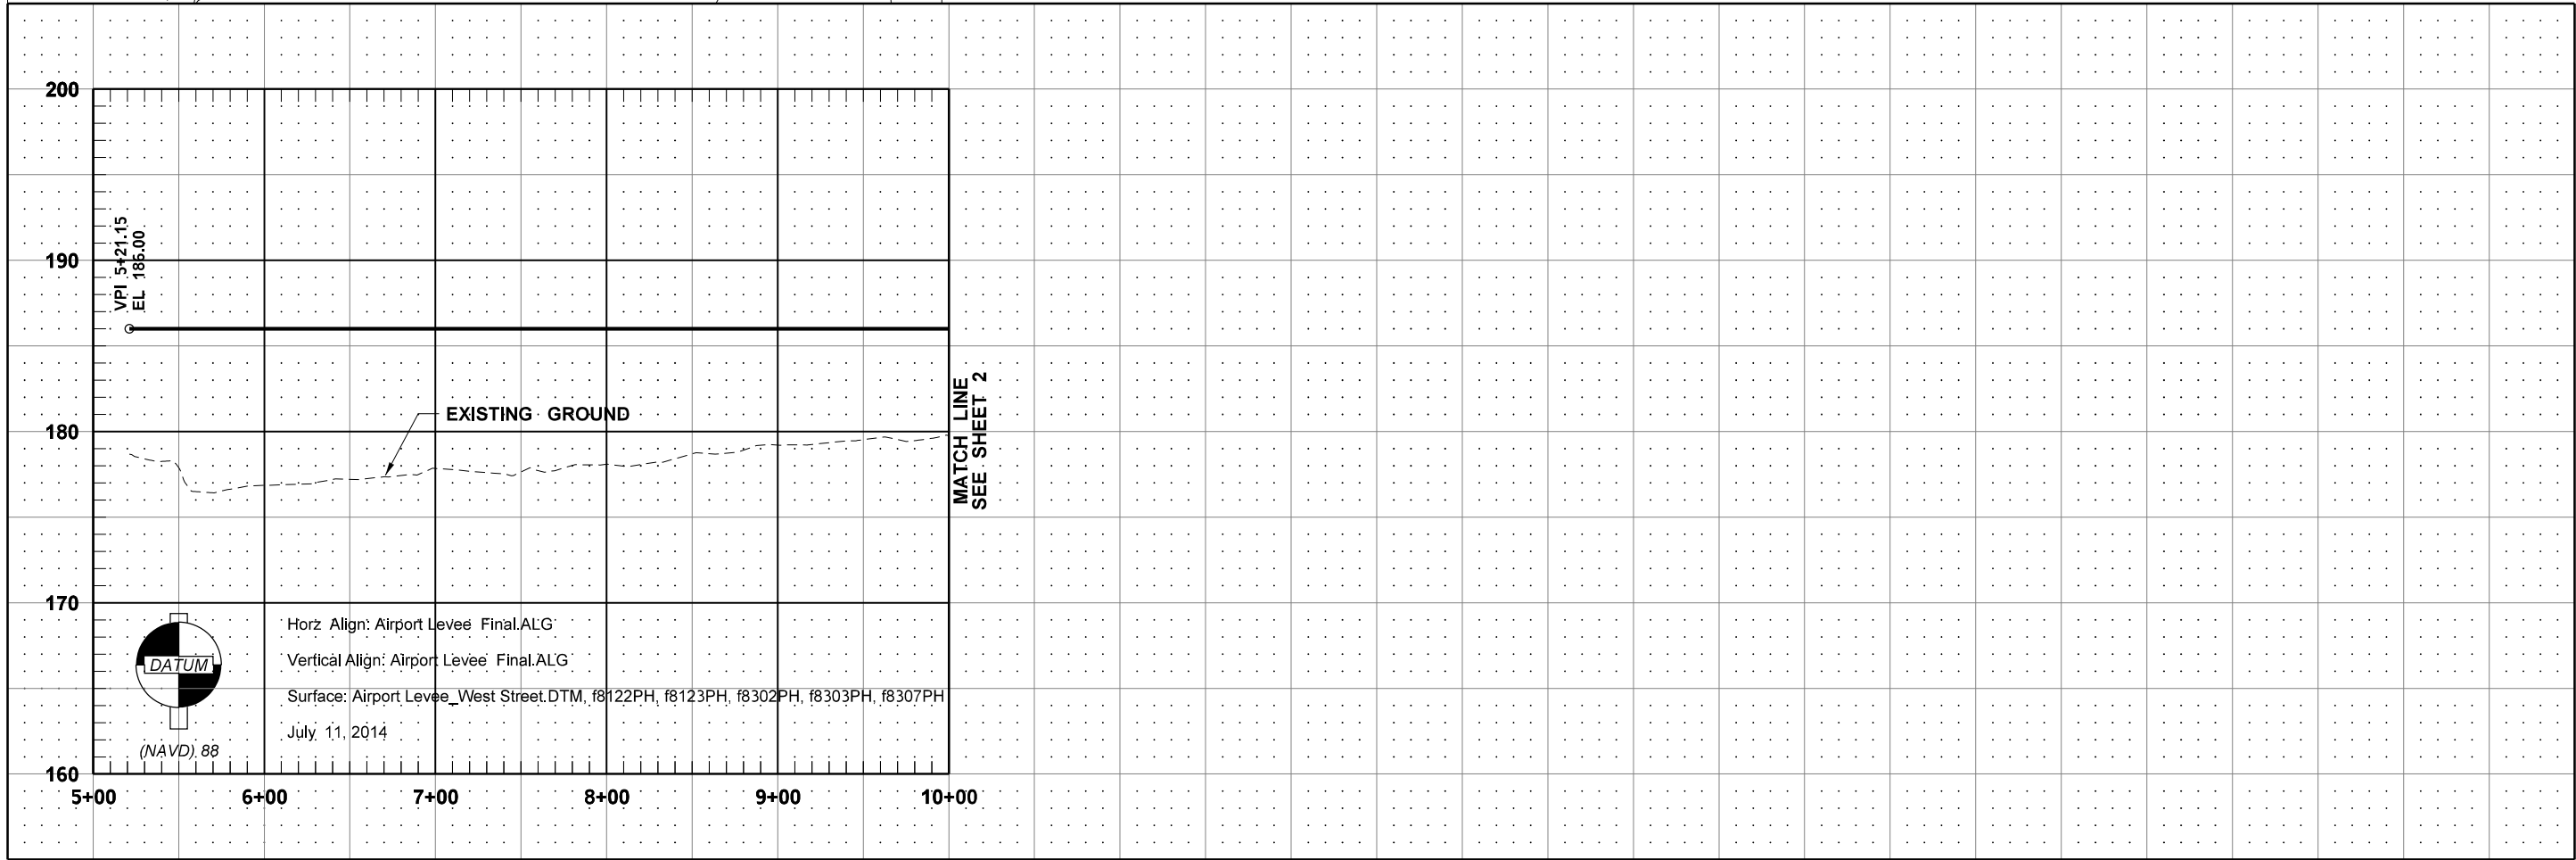 200
190
180
170
160
VPI 5+21.15
EL 186.00
EXISTING GROUND
MATCH LINE
SEE SHEET 2
DATUM
(NAVD) 88
Horz Align: Airport Levee Final.ALG
Vertical Align: Airport Levee Final.ALG
Surface: Airport Levee_West Street.DTM, f8122PH, f8123PH, f8302PH, f8303PH, f8307PH
July 11, 2014
5+00 6+00 7+00 8+00 9+00 10+00